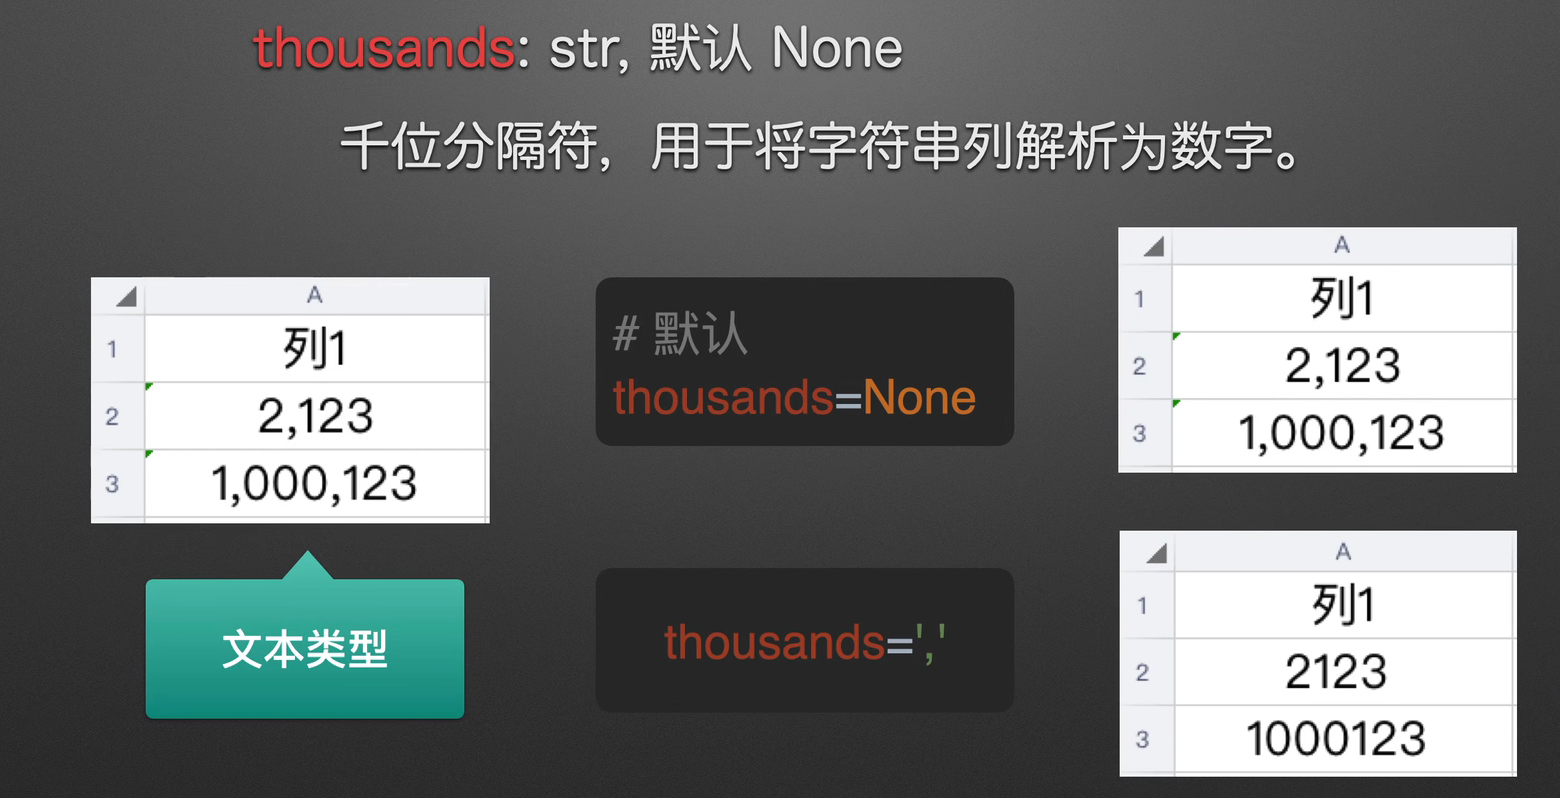 thousands: str, 默认 None
千位分隔符，用于将字符串列解析为数字。
A
1 列1
2 2,123
3 1,000,123
文本类型
# 默认
thousands=None
thousands=','
A
1 列1
2 2,123
3 1,000,123
A
1 列1
2 2123
3 1000123